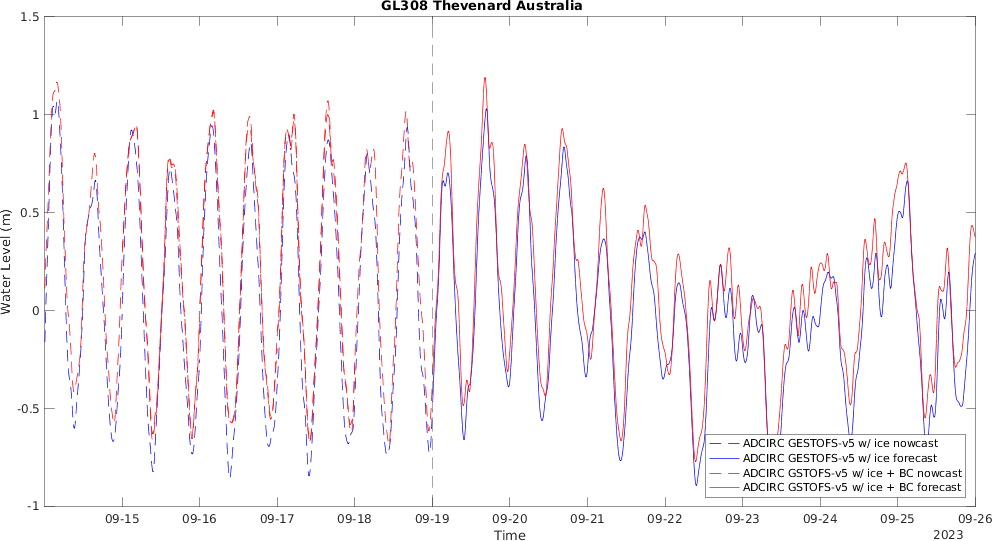 GL308 Thevenard Australia
1.5
1
0.5
0
-0.5
-1
Water Level (m)
ADCIRC GESTOFS-v5 w/ ice nowcast
ADCIRC GESTOFS-v5 w/ ice forecast
ADCIRC GSTOFS-v5 w/ ice + BC nowcast
ADCIRC GSTOFS-v5 w/ ice + BC forecast
09-15 09-16 09-17 09-18 09-19 09-20 09-21 09-22 09-23 09-24 09-25 09-26
Time
2023